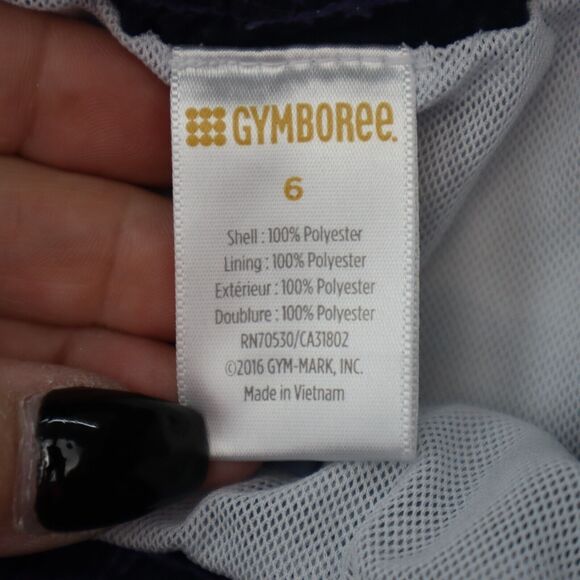 GYMBOREE
6
Shell : 100% Polyester
Lining : 100% Polyester
Extérieur : 100% Polyester
Doublure : 100% Polyester
RN70530/CA31802
©2016 GYM-MARK, INC.
Made in Vietnam